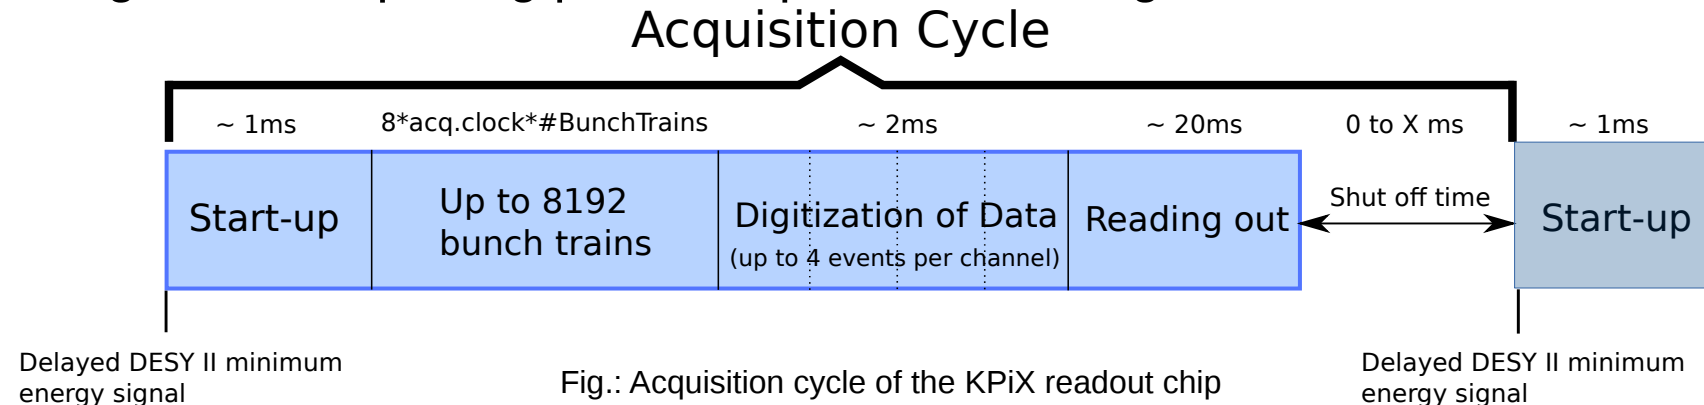 Acquisition Cycle
~ 1ms
8*acq.clock*#BunchTrains
~ 2ms
~ 20ms
0 to X ms
~ 1ms
Start-up
Up to 8192
bunch trains
Digitization of Data
(up to 4 events per channel)
Reading out
Shut off time
Start-up
Delayed DESY II minimum
energy signal
Fig.: Acquisition cycle of the KPiX readout chip
Delayed DESY II minimum
energy signal